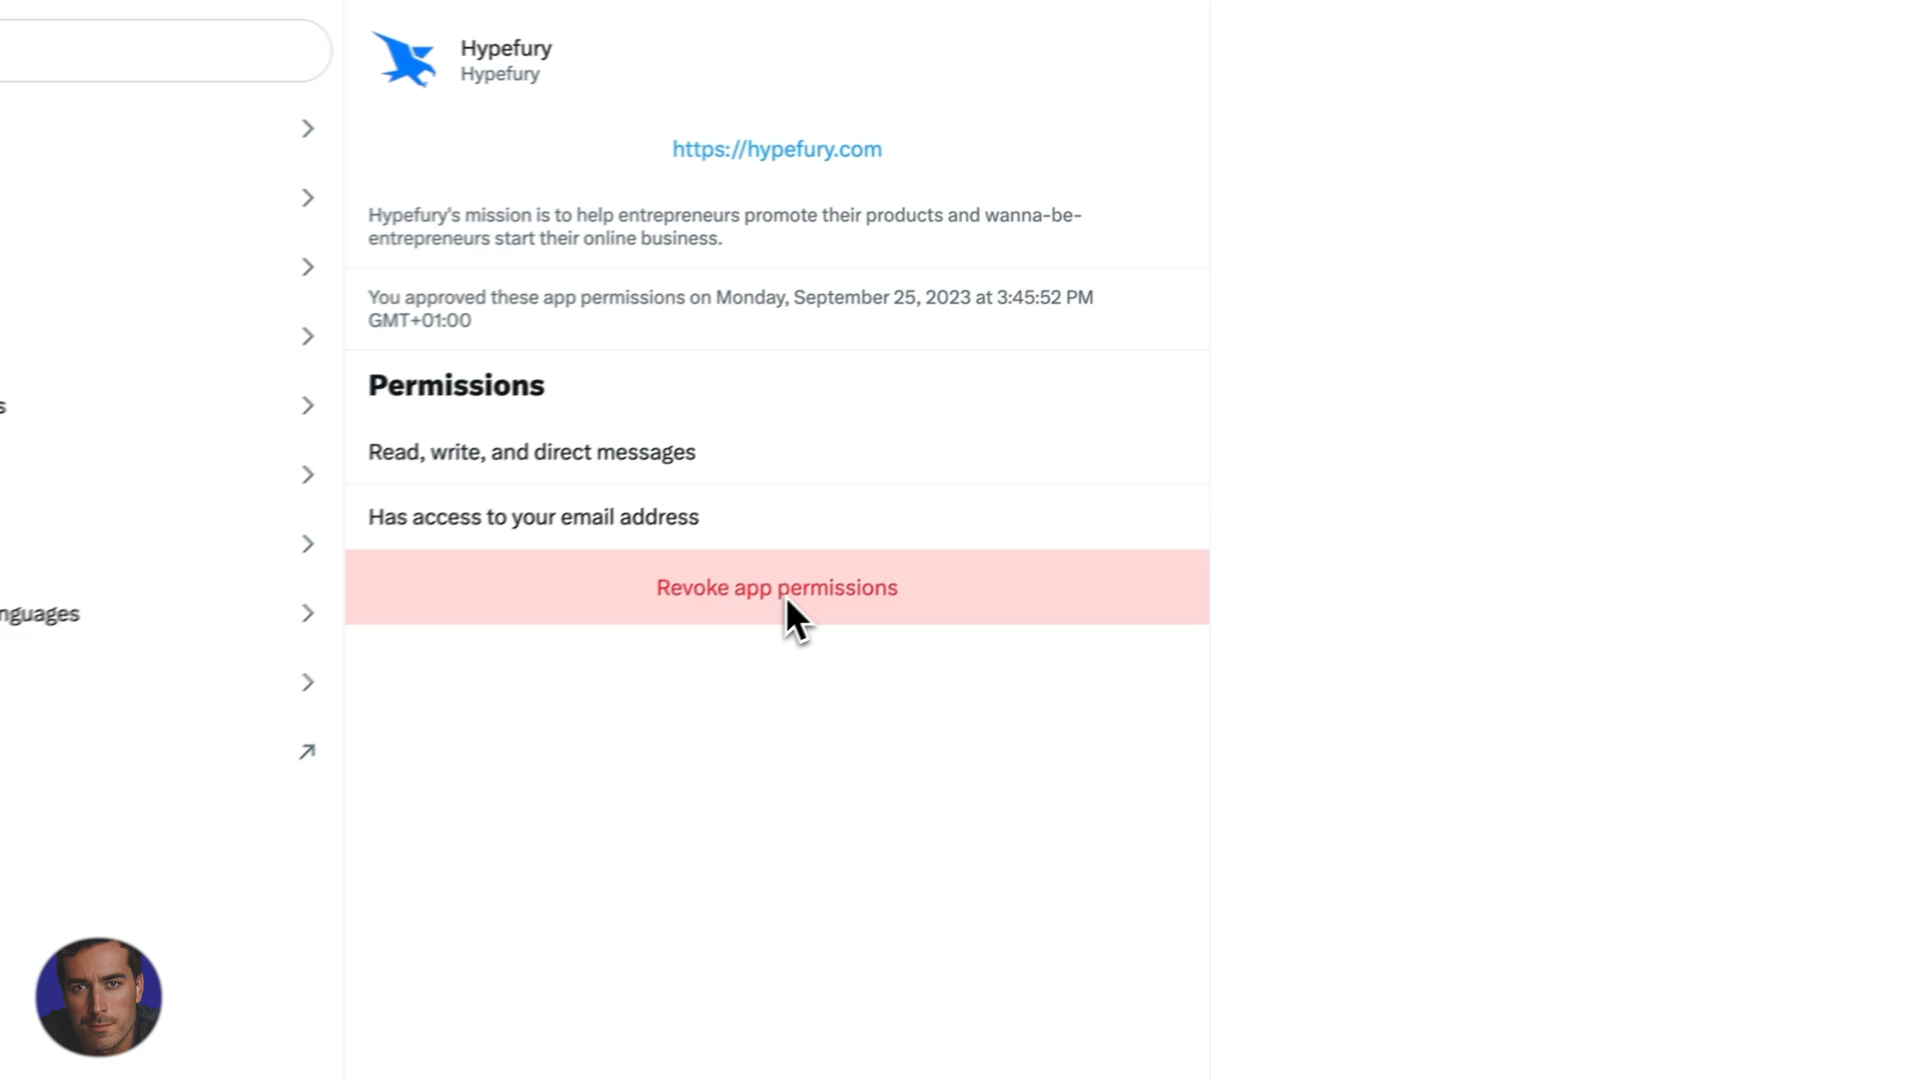 Hypefury
Hypefury
https://hypefury.com
Hypefury's mission is to help entrepreneurs promote their products and wanna-be-
entrepreneurs start their online business.
You approved these app permissions on Monday, September 25, 2023 at 3:45:52 PM
GMT+01:00
Permissions
Read, write, and direct messages
s
Has access to your email address
Revoke app permissions
nguages